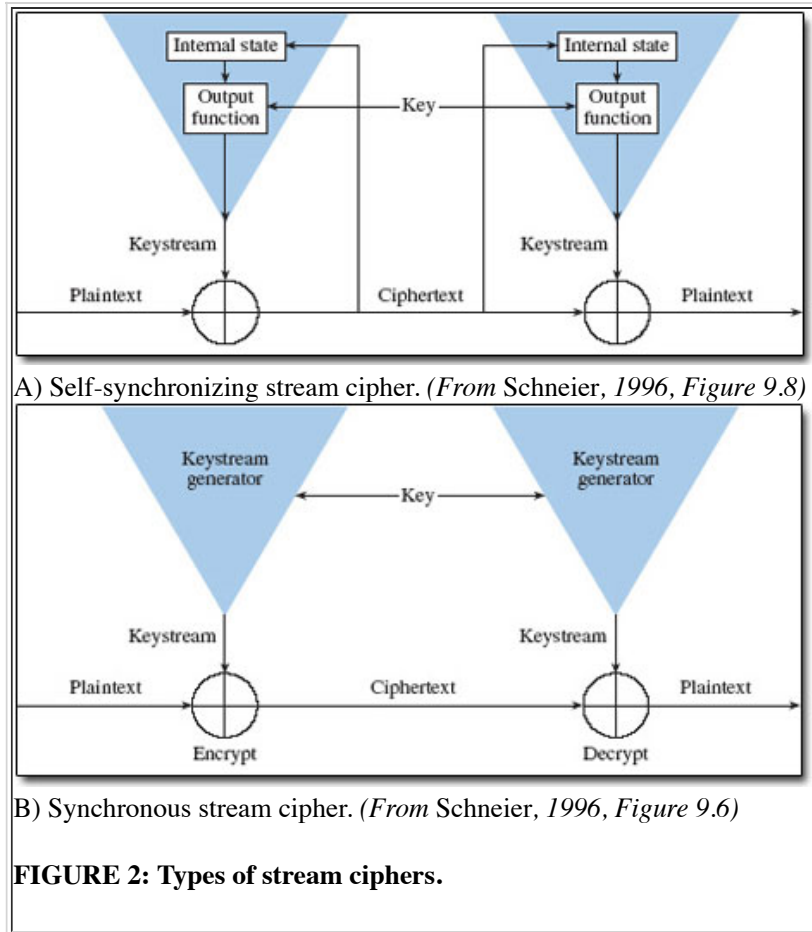 Internal state
Internal state
Output
function
Key
Output
function
Keystream
Keystream
Plaintext
Ciphertext
Plaintext
A) Self-synchronizing stream cipher. (From Schneier, 1996, Figure 9.8)
Keystream
generator
Key
Keystream
generator
Keystream
Keystream
Plaintext
Ciphertext
Plaintext
Encrypt
Decrypt
B) Synchronous stream cipher. (From Schneier, 1996, Figure 9.6)
FIGURE 2: Types of stream ciphers.